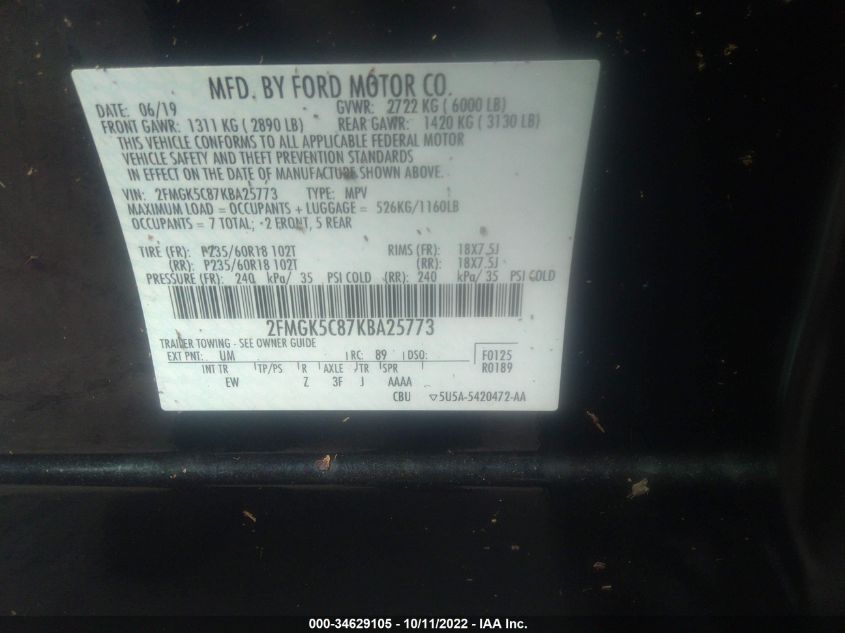 MFD. BY FORD MOTOR CO.
DATE: 06/19 GVWR: 2722 KG ( 6000 LB)
FRONT GAWR: 1311 KG ( 2890 LB) REAR GAWR: 1420 KG ( 3130 LB)
THIS VEHICLE CONFORMS TO ALL APPLICABLE FEDERAL MOTOR
VEHICLE SAFETY AND THEFT PREVENTION STANDARDS
IN EFFECT ON THE DATE OF MANUFACTURE SHOWN ABOVE.
VIN: 2FMGK5C87KBA25773 TYPE: MPV
MAXIMUM LOAD = OCCUPANTS + LUGGAGE = 526KG/1160LB
OCCUPANTS = 7 TOTAL; 2 FRONT, 5 REAR
TIRE (FR): P235/60R18 102T RIMS (FR): 18X7.5J
(RR): P235/60R18 102T (RR): 18X7.5J
PRESSURE (FR): 240 kPa/ 35 PSI COLD (RR): 240 kPa/ 35 PSI COLD
2FMGK5C87KBA25773
TRAILER TOWING - SEE OWNER GUIDE
EXT PNT: UM RC: 89 DSO: F0125
INT TR TP/PS R AXLE TR SPR R0189
EW Z 3F J AAAA
CBU ▽5U5A-5420472-AA
000-34629105 - 10/11/2022 - IAA Inc.